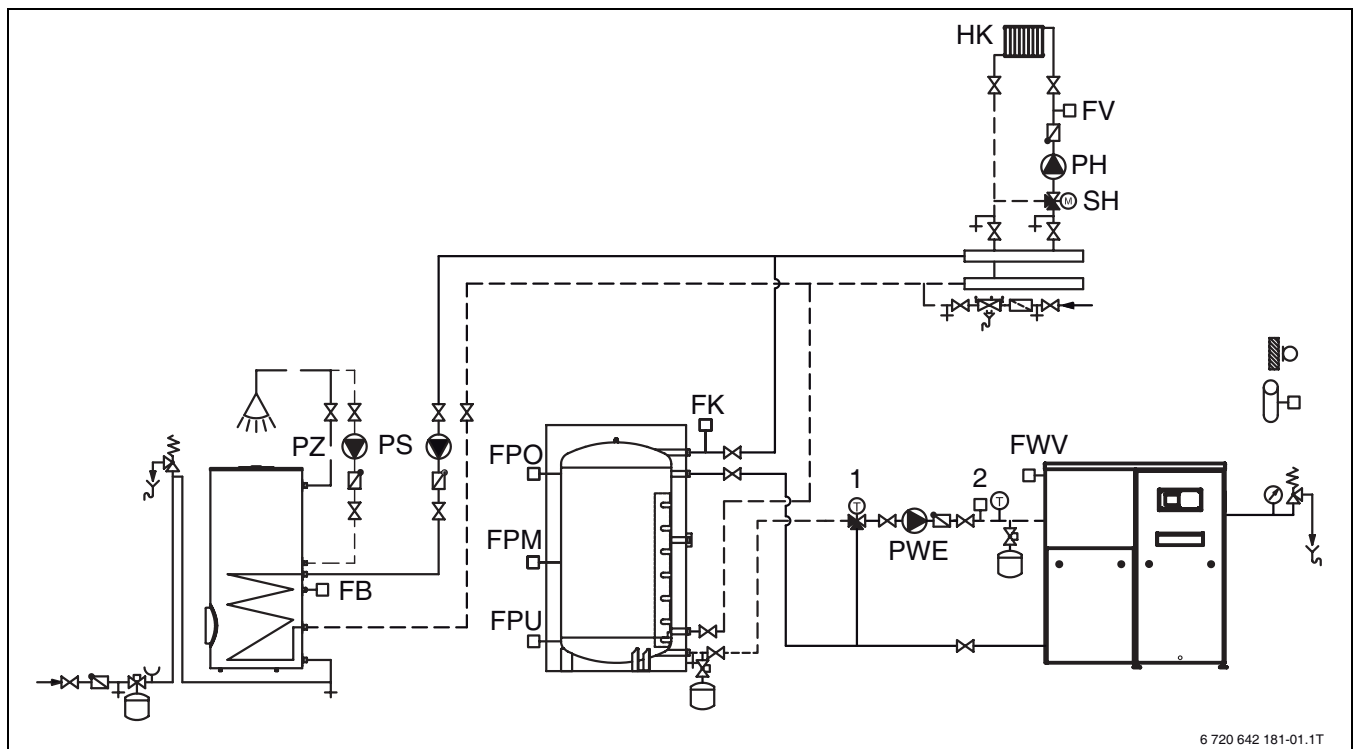 HK
FV
PH
M
SH
FK
PZ
PS
FPO
FWV
1
2
T
T
FPM
PWE
FB
FPU
6 720 642 181-01.1T